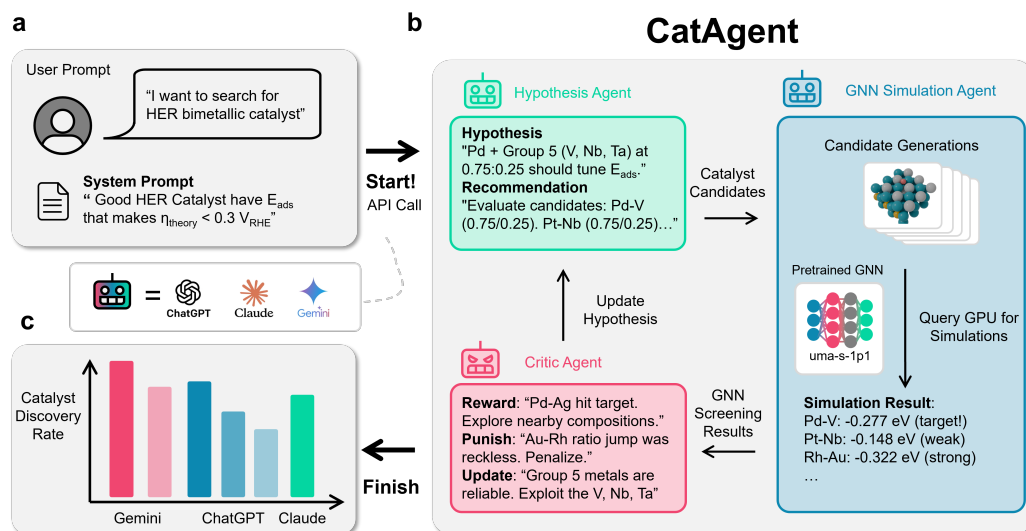 a
User Prompt
“I want to search for
HER bimetallic catalyst”
System Prompt
“ Good HER Catalyst have Eads
that makes ηtheory < 0.3 VRHE”
Start!
API Call
=
ChatGPT
Claude
Gemini
b
CatAgent
Hypothesis Agent
Hypothesis
"Pd + Group 5 (V, Nb, Ta) at
0.75:0.25 should tune Eads.”
Recommendation
"Evaluate candidates: Pd-V
(0.75/0.25). Pt-Nb (0.75/0.25)…”
Catalyst
Candidates
GNN Simulation Agent
Candidate Generations
Pretrained GNN
uma-s-1p1
Query GPU for
Simulations
Simulation Result:
Pd-V: -0.277 eV (target!)
Pt-Nb: -0.148 eV (weak)
Rh-Au: -0.322 eV (strong)
…
GNN
Screening
Results
Update
Hypothesis
Critic Agent
Reward: “Pd-Ag hit target.
Explore nearby compositions.”
Punish: “Au-Rh ratio jump was
reckless. Penalize.”
Update: “Group 5 metals are
reliable. Exploit the V, Nb, Ta”
Finish
c
Catalyst
Discovery
Rate
Gemini
ChatGPT
Claude